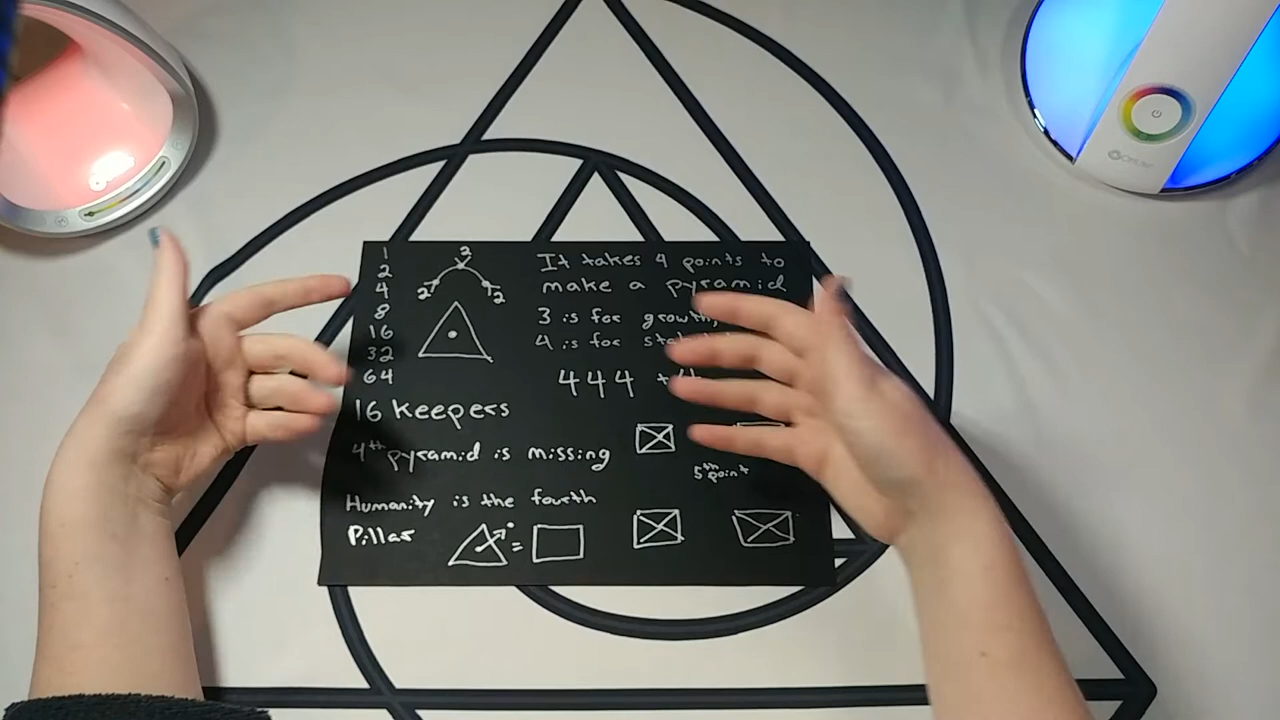 1
2
4
8
16
32
64
3
2
2
It takes 4 points to
make a pyramid
3 is for growth,
4 is for
444
16 Keepers
4th pyramid is missing
5th point
Humanity is the fourth
Pillar
=